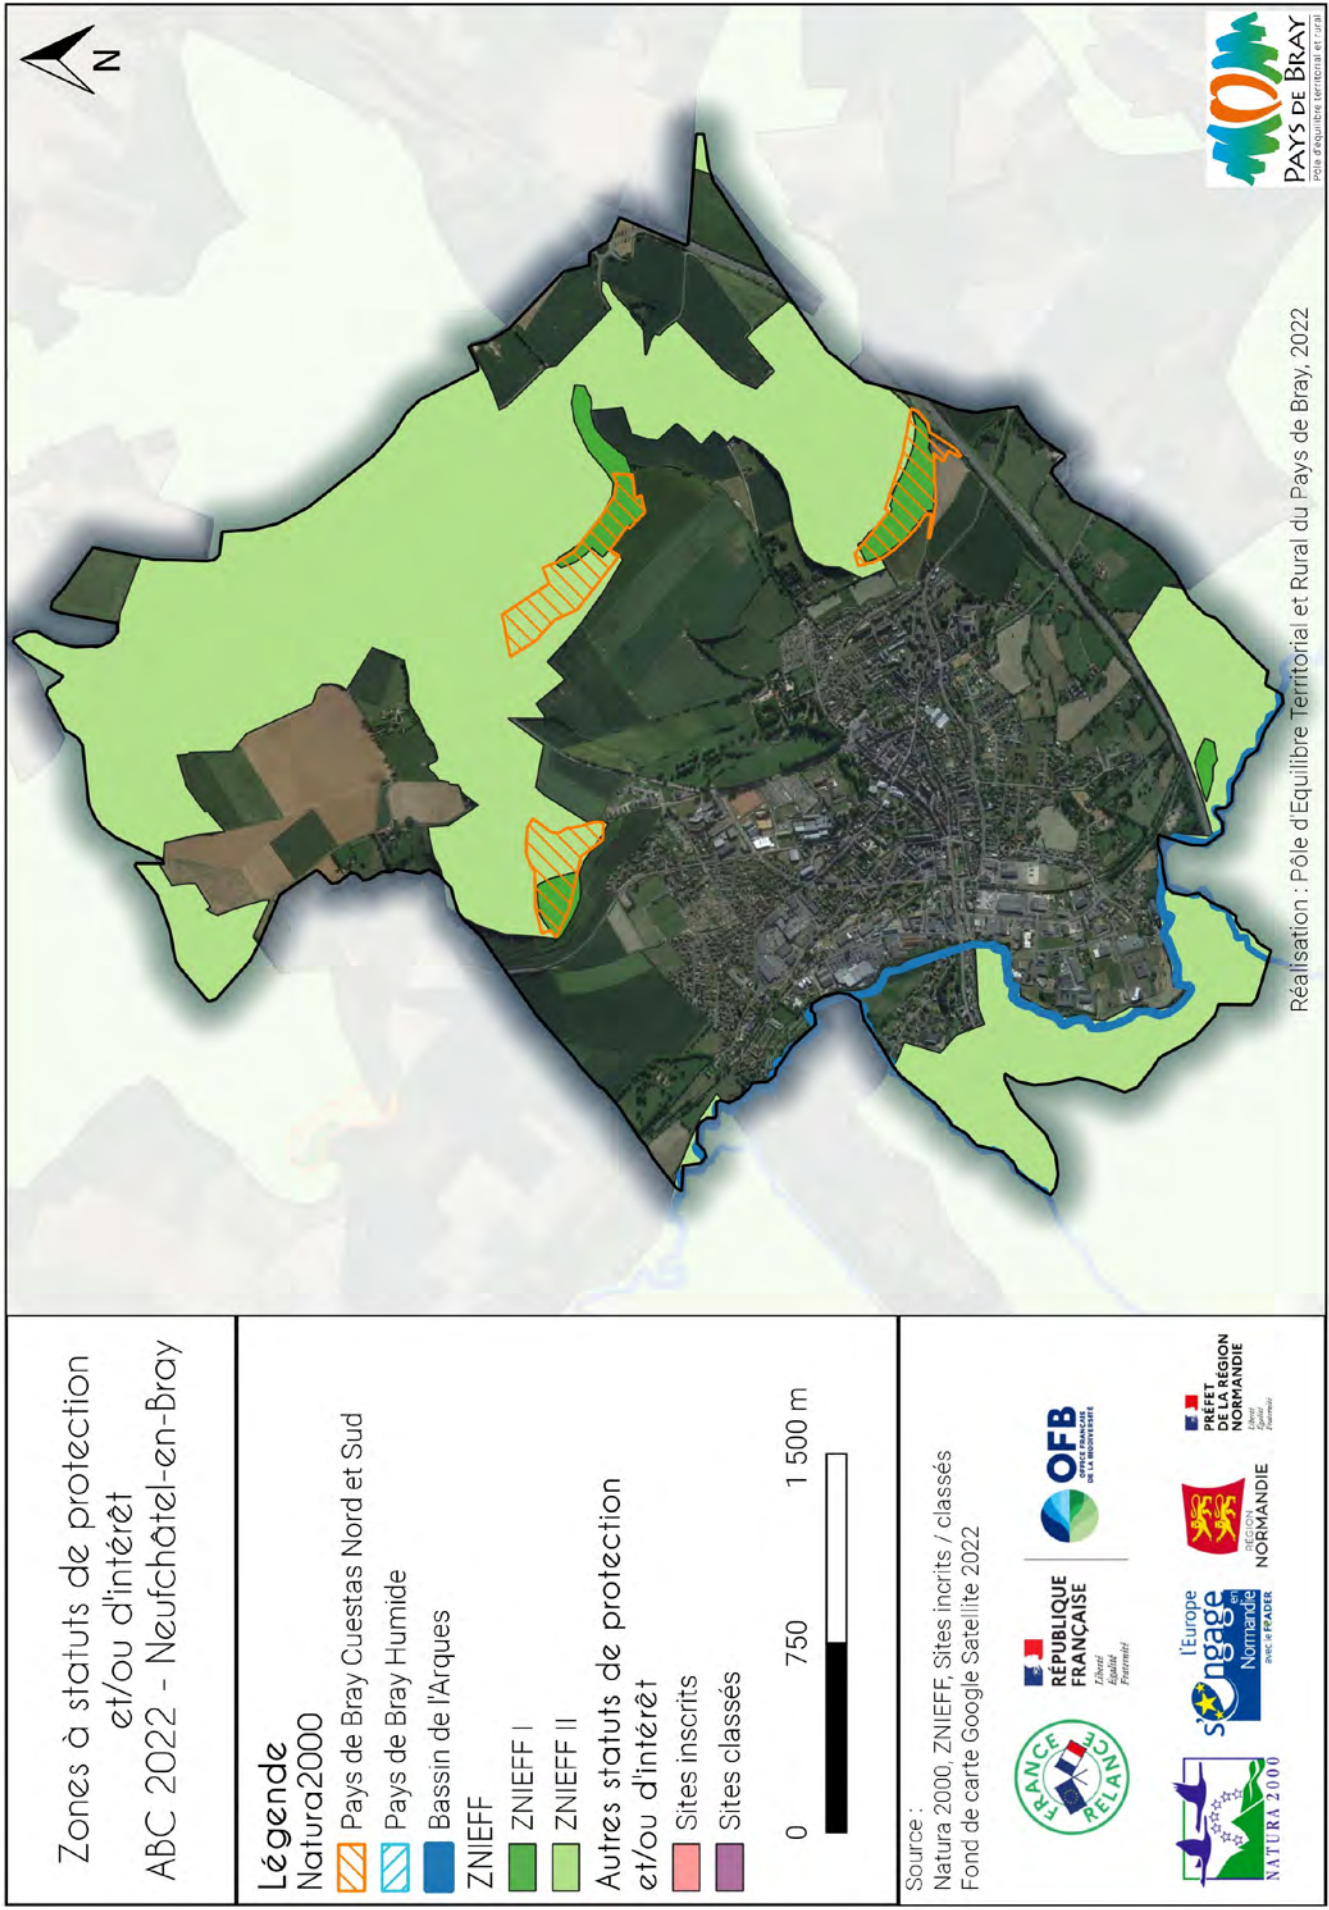 Zones à statuts de protection
et/ou d'intérêt
ABC 2022 - Neufchâtel-en-Bray
Légende
Natura2000
Pays de Bray Cuestas Nord et Sud
Pays de Bray Humide
Bassin de l'Arques
ZNIEFF
ZNIEFF I
ZNIEFF II
Autres statuts de protection
et/ou d'intérêt
Sites inscrits
Sites classés
0 750 1 500 m
Source :
Natura 2000, ZNIEFF, Sites incrits / classés
Fond de carte Google Satellite 2022
FRANCE
RELANCE
RÉPUBLIQUE
FRANÇAISE
Liberté
Égalité
Fraternité
OFB
OFFICE FRANÇAIS
DE LA BIODIVERSITÉ
NATURA 2000
l'Europe
s'engage
en
Normandie
avec le FEADER
RÉGION
NORMANDIE
PRÉFET
DE LA RÉGION
NORMANDIE
Liberté
Égalité
Fraternité
N
Réalisation : Pôle d'Equilibre Territorial et Rural du Pays de Bray, 2022
PAYS DE BRAY
Pôle d'équilibre territorial et rural